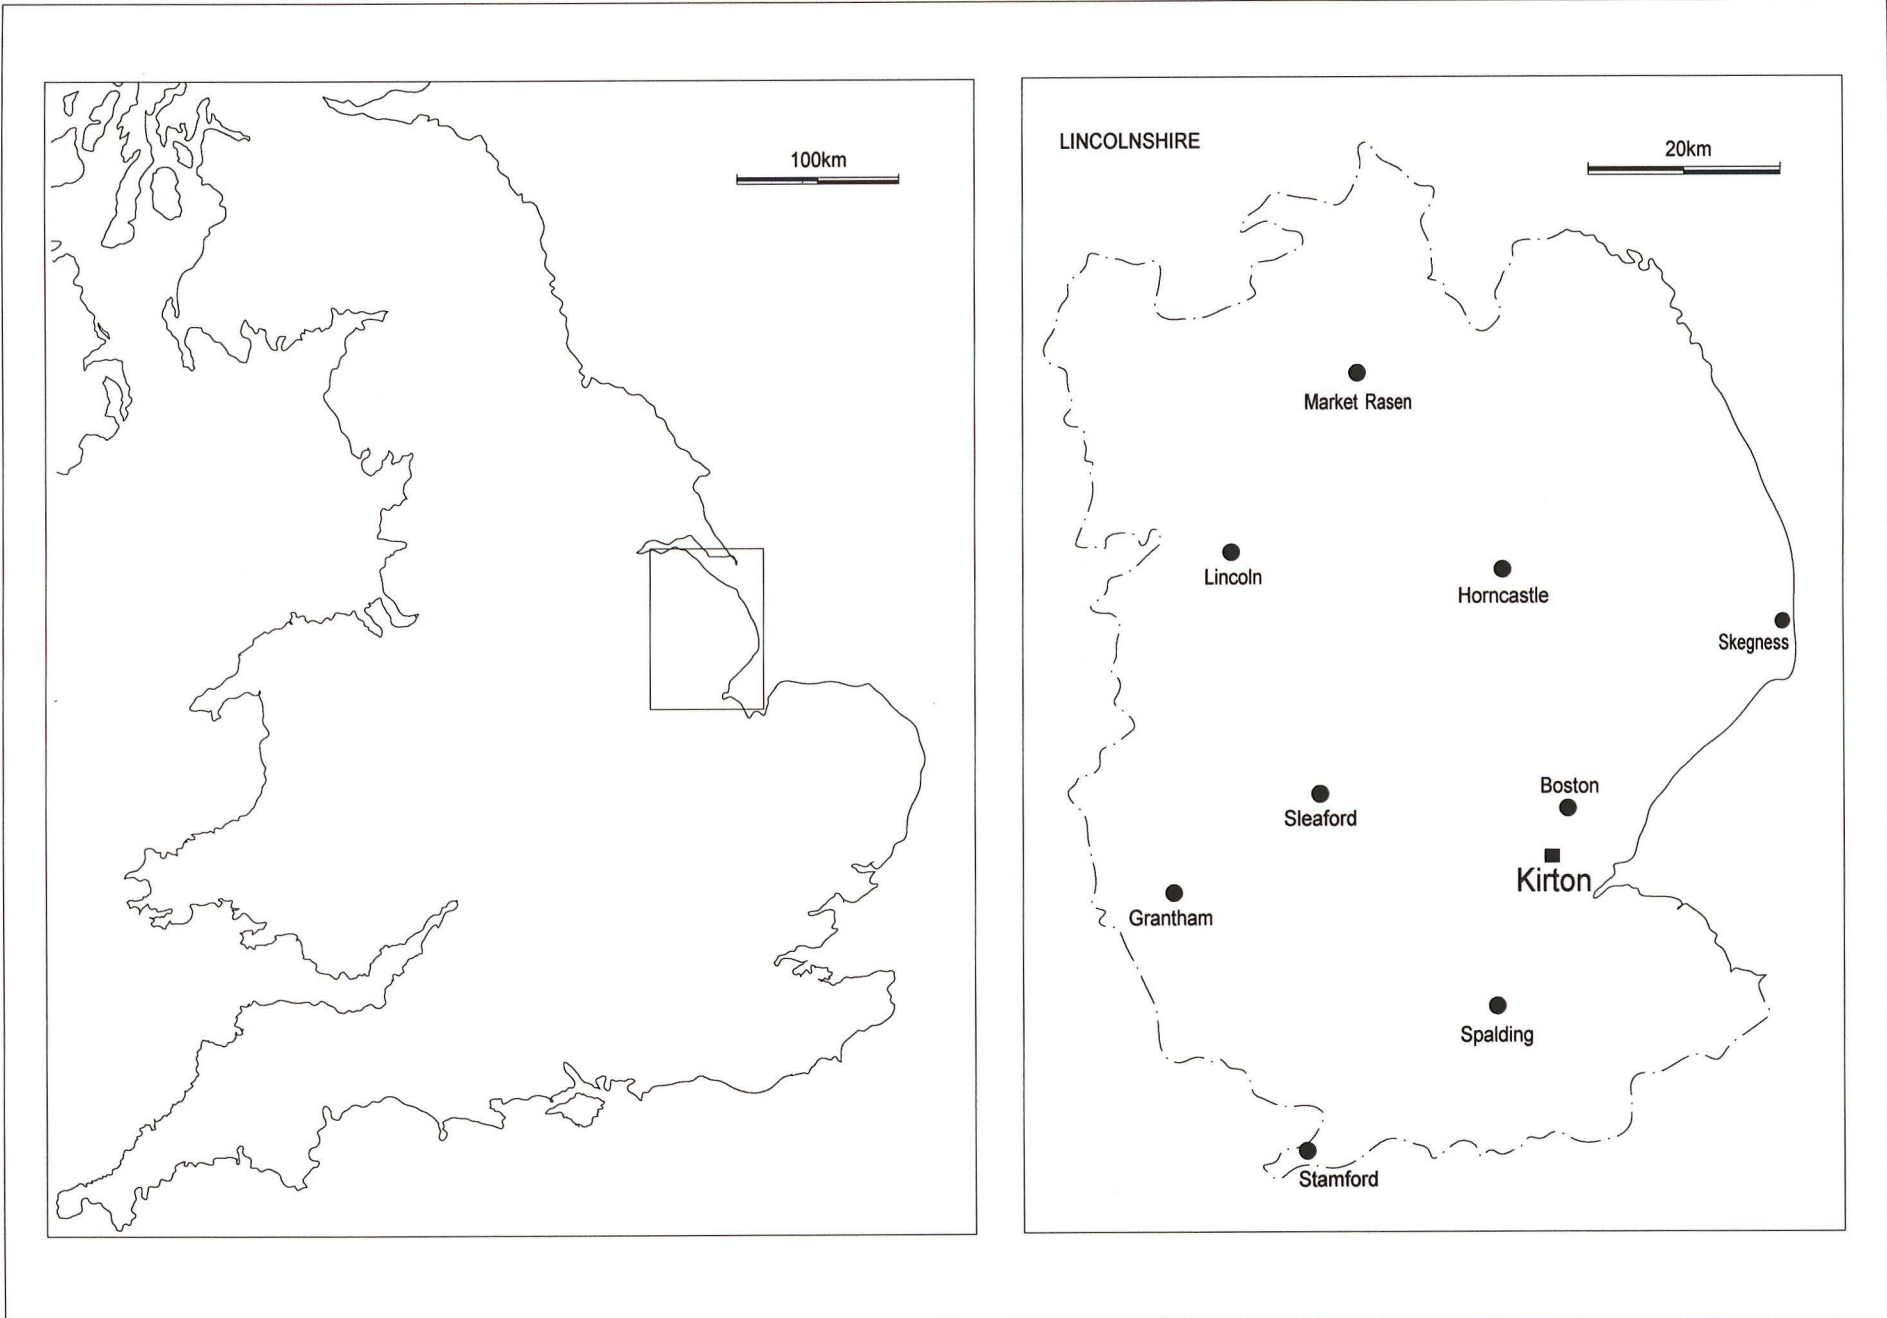 100km
LINCOLNSHIRE
20km
Market Rasen
Lincoln
Horncastle
Skegness
Boston
Sleaford
Kirton
Grantham
Spalding
Stamford